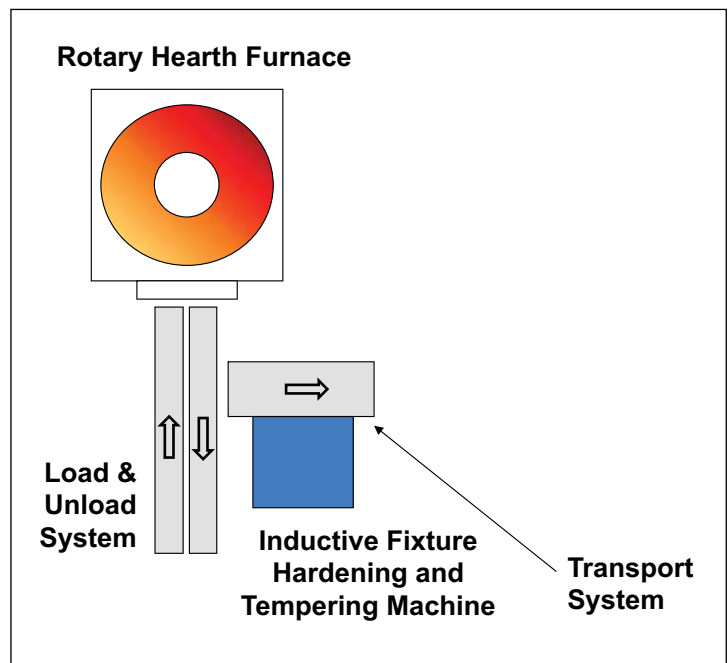 Rotary Hearth Furnace
Load &
Unload
System
Inductive Fixture
Hardening and
Tempering Machine
Transport
System